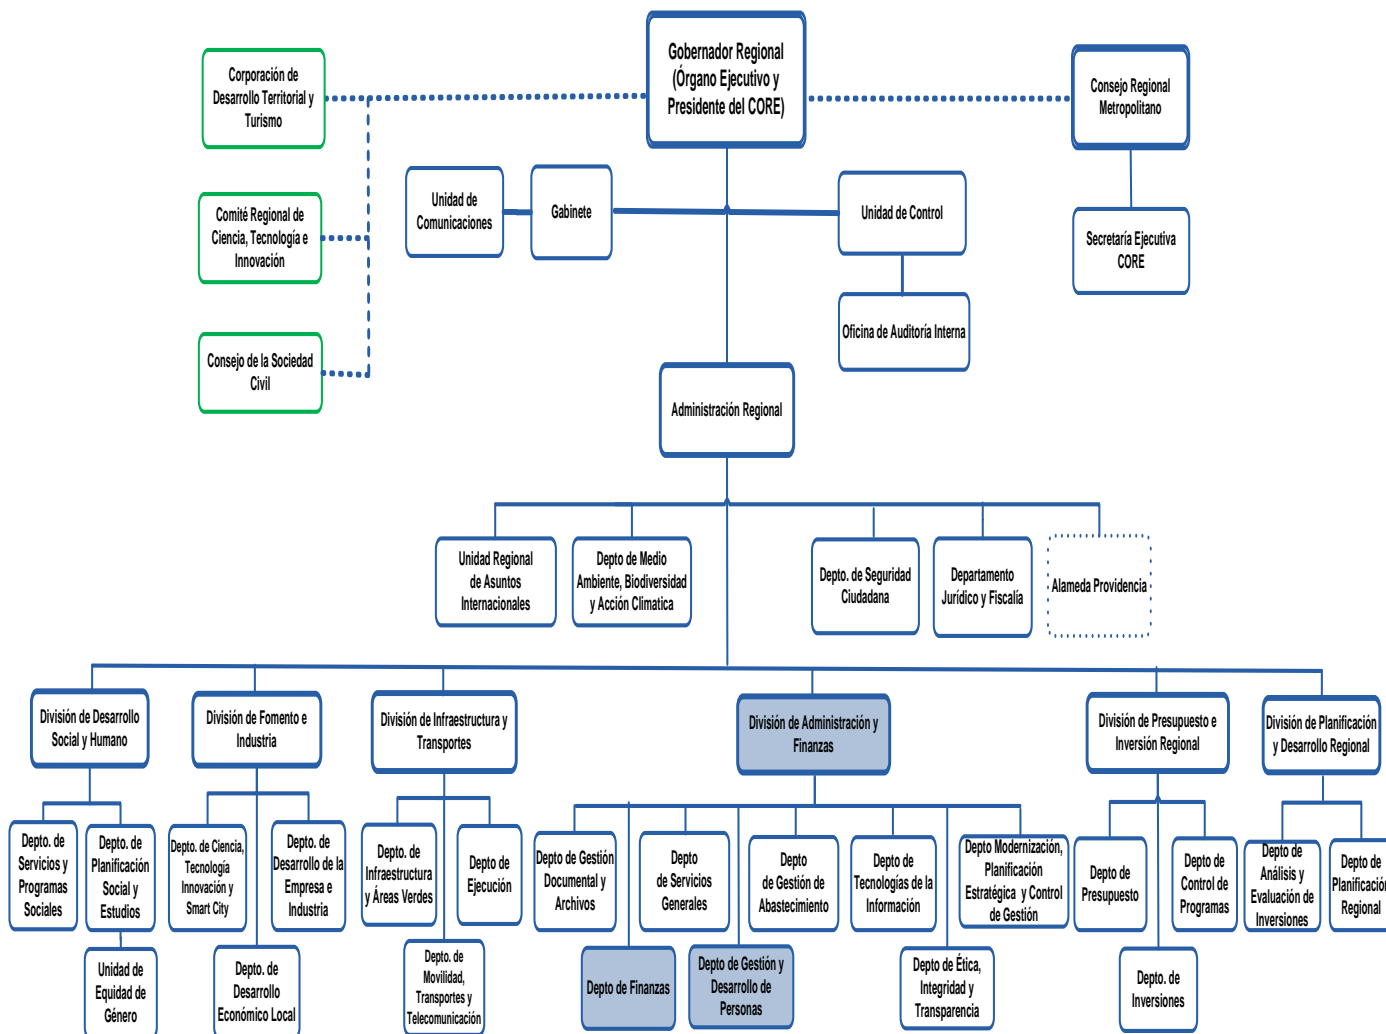 Gobernador Regional
(Órgano Ejecutivo y
Presidente del CORE)
Corporación de
Desarrollo Territorial y
Turismo
Consejo Regional
Metropolitano
Unidad de
Comunicaciones
Gabinete
Unidad de Control
Comité Regional de
Ciencia, Tecnología e
Innovación
Secretaría Ejecutiva
CORE
Oficina de Auditoría Interna
Consejo de la Sociedad
Civil
Administración Regional
Unidad Regional
de Asuntos
Internacionales
Depto de Medio
Ambiente, Biodiversidad
y Acción Climatica
Depto. de Seguridad
Ciudadana
Departamento
Jurídico y Fiscalía
Alameda Providencia
División de Desarrollo
Social y Humano
División de Fomento e
Industria
División de Infraestructura y
Transportes
División de Administración y
Finanzas
División de Presupuesto e
Inversión Regional
División de Planificación
y Desarrollo Regional
Depto. de
Servicios y
Programas
Sociales
Depto. de
Planificación
Social y
Estudios
Depto. de Ciencia,
Tecnología
Innovación y
Smart City
Depto. de
Desarrollo de la
Empresa e
Industria
Depto. de
Infraestructura
y Áreas Verdes
Depto de
Ejecución
Depto de Gestión
Documental y
Archivos
Depto
de Servicios
Generales
Depto
de Gestión de
Abastecimiento
Depto de
Tecnologías de la
Información
Depto Modernización,
Planificación
Estratégica y Control
de Gestión
Depto de
Presupuesto
Depto de
Control de
Programas
Depto de
Análisis y
Evaluación de
Inversiones
Depto de
Planificación
Regional
Unidad de
Equidad de
Género
Depto. de
Desarrollo
Económico Local
Depto. de
Movilidad,
Transportes y
Telecomunicación
Depto de Finanzas
Depto de Gestión y
Desarrollo de
Personas
Depto de Ética,
Integridad y
Transparencia
Depto. de
Inversiones